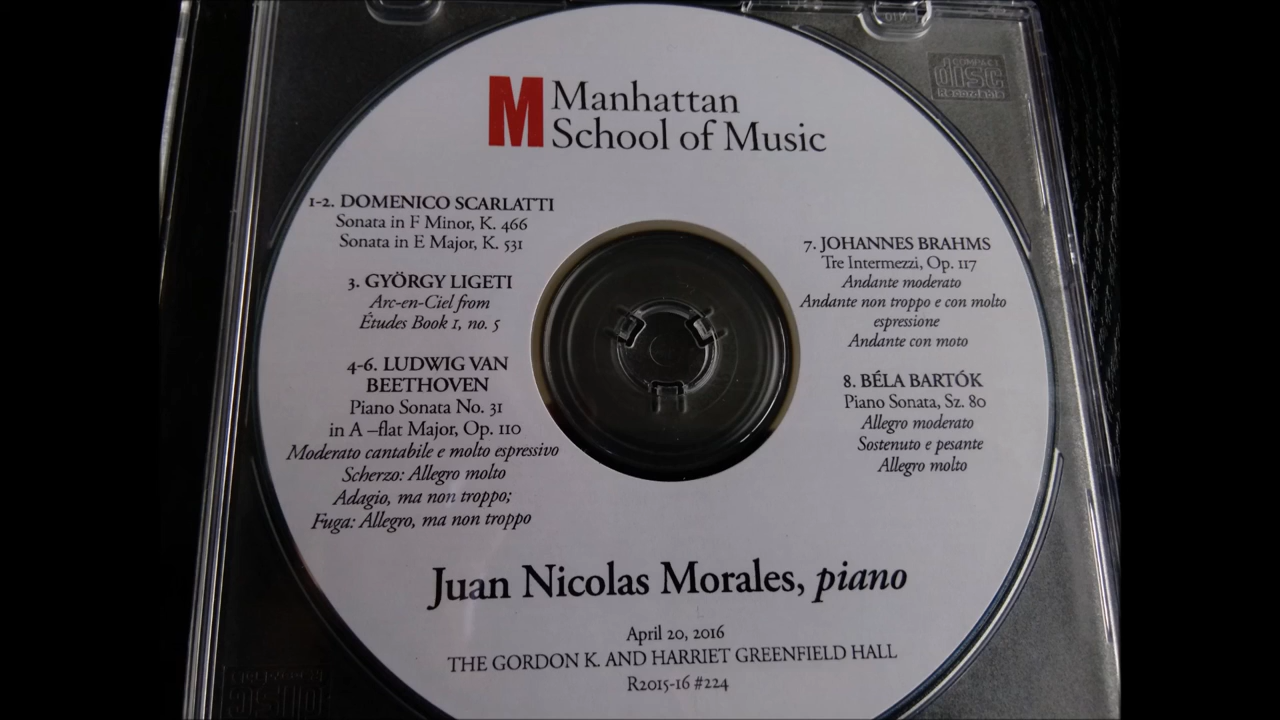 M Manhattan
School of Music
1-2. DOMENICO SCARLATTI
Sonata in F Minor, K. 466
Sonata in E Major, K. 531
3. GYÖRGY LIGETI
Arc-en-Ciel from
Études Book 1, no. 5
4-6. LUDWIG VAN
BEETHOVEN
Piano Sonata No. 31
in A –flat Major, Op. 110
Moderato cantabile e molto espressivo
Scherzo: Allegro molto
Adagio, ma non troppo;
Fuga: Allegro, ma non troppo
7. JOHANNES BRAHMS
Tre Intermezzi, Op. 117
Andante moderato
Andante non troppo e con molto
espressione
Andante con moto
8. BÉLA BARTÓK
Piano Sonata, Sz. 80
Allegro moderato
Sostenuto e pesante
Allegro molto
Juan Nicolas Morales, piano
April 20, 2016
THE GORDON K. AND HARRIET GREENFIELD HALL
R2015-16 #224
COMPACT
disc
Recordable